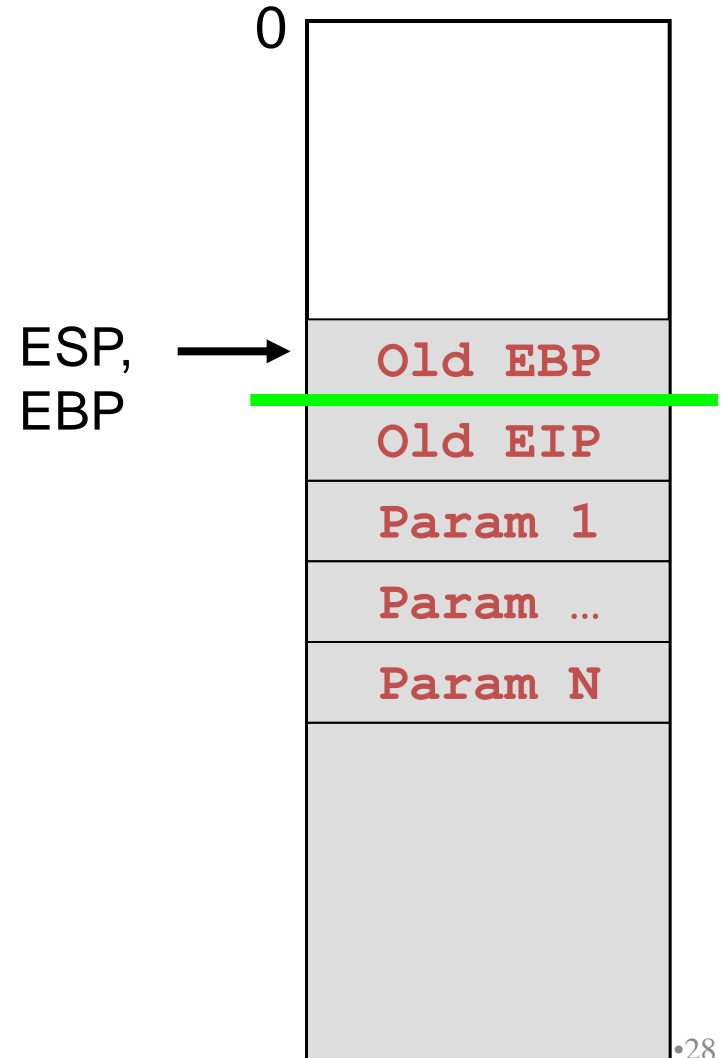 0
ESP,
EBP
Old EBP
Old EIP
Param 1
Param …
Param N
•28